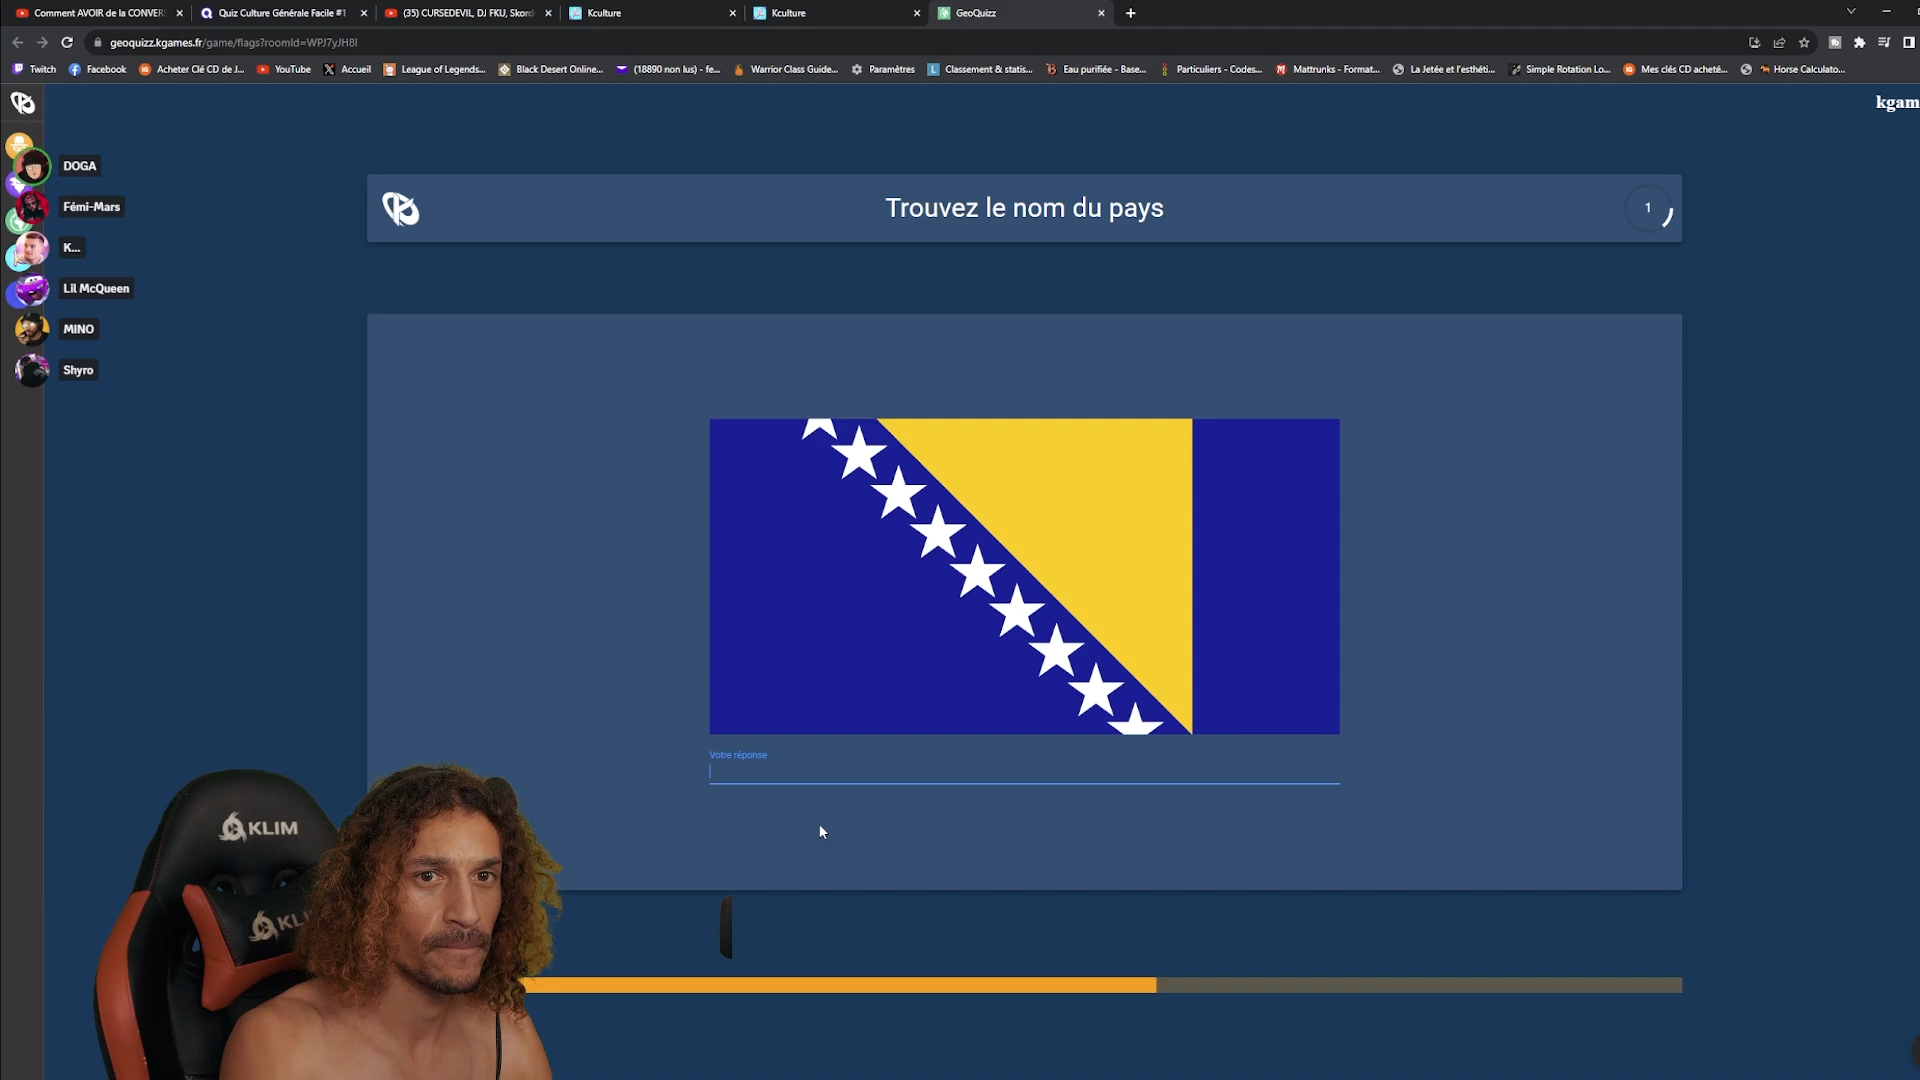 Comment AVOIR de la CONVER
Quiz Culture Générale Facile #1
(35) CURSEDEVIL, DJ FKU, Skord
Kculture
Kculture
GeoQuizz
geoquizz.kgames.fr/game/flags?roomId=WPJ7yJH8I
Twitch
Facebook
Acheter Clé CD de J...
YouTube
Accueil
League of Legends...
Black Desert Online...
(18890 non lus) - fe...
Warrior Class Guide...
Paramètres
Classement & statis...
Eau purifiée - Base...
Particuliers - Codes...
Mattrunks - Format...
La Jetée et l'esthéti...
Simple Rotation Lo...
Mes clés CD acheté...
Horse Calculato...
kgam
DOGA
Fémi-Mars
K...
Lil McQueen
MINO
Shyro
Trouvez le nom du pays
1
Votre réponse
KLIM
KLI